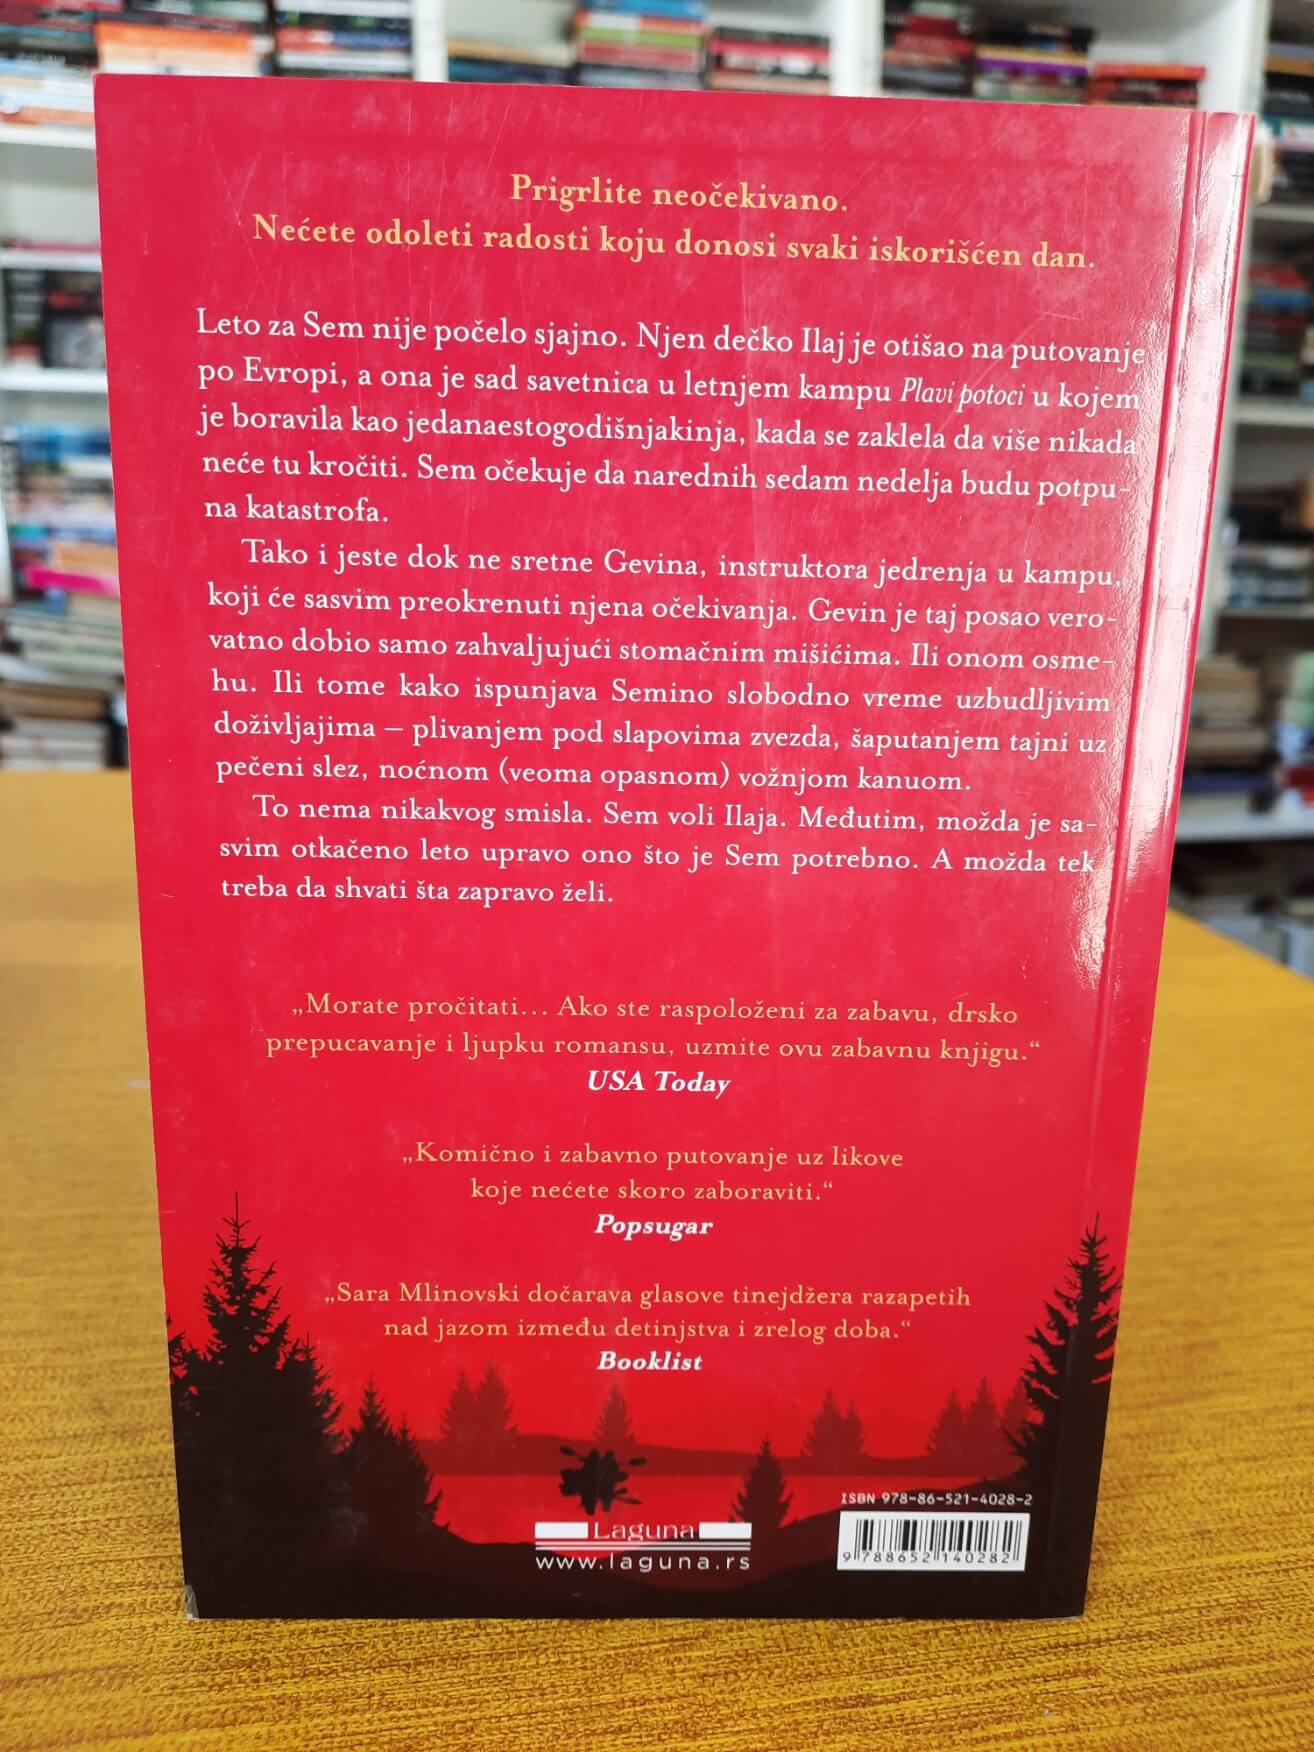 Prigrlite neočekivano.
Nećete odoleti radosti koju donosi svaki iskorišćen dan.
Leto za Sem nije počelo sjajno. Njen dečko Ilaj je otišao na putovanje
po Evropi, a ona je sad savetnica u letnjem kampu Plavi potoci u kojem
je boravila kao jedanaestogodišnjakinja, kada se zaklela da više nikada
neće tu kročiti. Sem očekuje da narednih sedam nedelja budu potpu-
na katastrofa.
Tako i jeste dok ne sretne Gevina, instruktora jedrenja u kampu,
koji će sasvim preokrenuti njena očekivanja. Gevin je taj posao vero-
vatno dobio samo zahvaljujući stomačnim mišićima. Ili onom osme-
hu. Ili tome kako ispunjava Semino slobodno vreme uzbudljivim
doživljajima – plivanjem pod slapovima zvezda, šaputanjem tajni uz
pečeni slez, noćnom (veoma opasnom) vožnjom kanuom.
To nema nikakvog smisla. Sem voli Ilaja. Međutim, možda je sa-
svim otkačeno leto upravo ono što je Sem potrebno. A možda tek
treba da shvati šta zapravo želi.
„Morate pročitati... Ako ste raspoloženi za zabavu, drsko
prepucavanje i ljupku romansu, uzmite ovu zabavnu knjigu.“
USA Today
„Komično i zabavno putovanje uz likove
koje nećete skoro zaboraviti.“
Popsugar
„Sara Mlinovski dočarava glasove tinejdžera razapetih
nad jazom između detinjstva i zrelog doba.“
Booklist
ISBN 978-86-521-4028-2
Laguna
www.laguna.rs
9 788652 140282